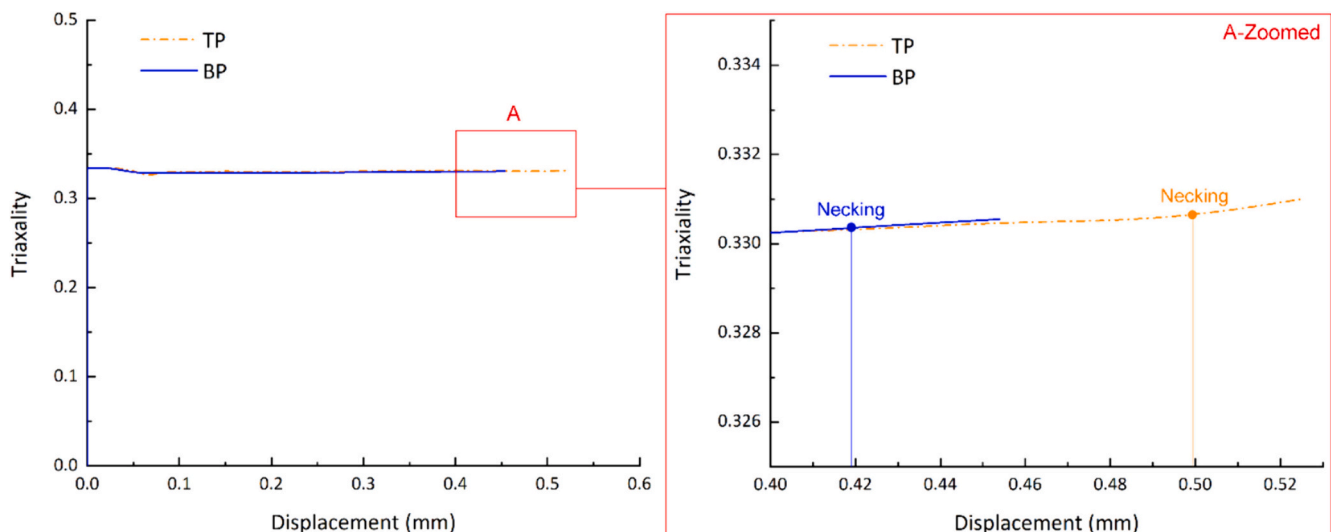 0.5
0.4
0.3
0.2
0.1
0.0
Triaxality
0.0 0.1 0.2 0.3 0.4 0.5 0.6
Displacement (mm)
TP
BP
A
A-Zoomed
0.334
0.332
0.330
0.328
0.326
Triaxiality
0.40 0.42 0.44 0.46 0.48 0.50 0.52
Displacement (mm)
TP
BP
Necking
Necking